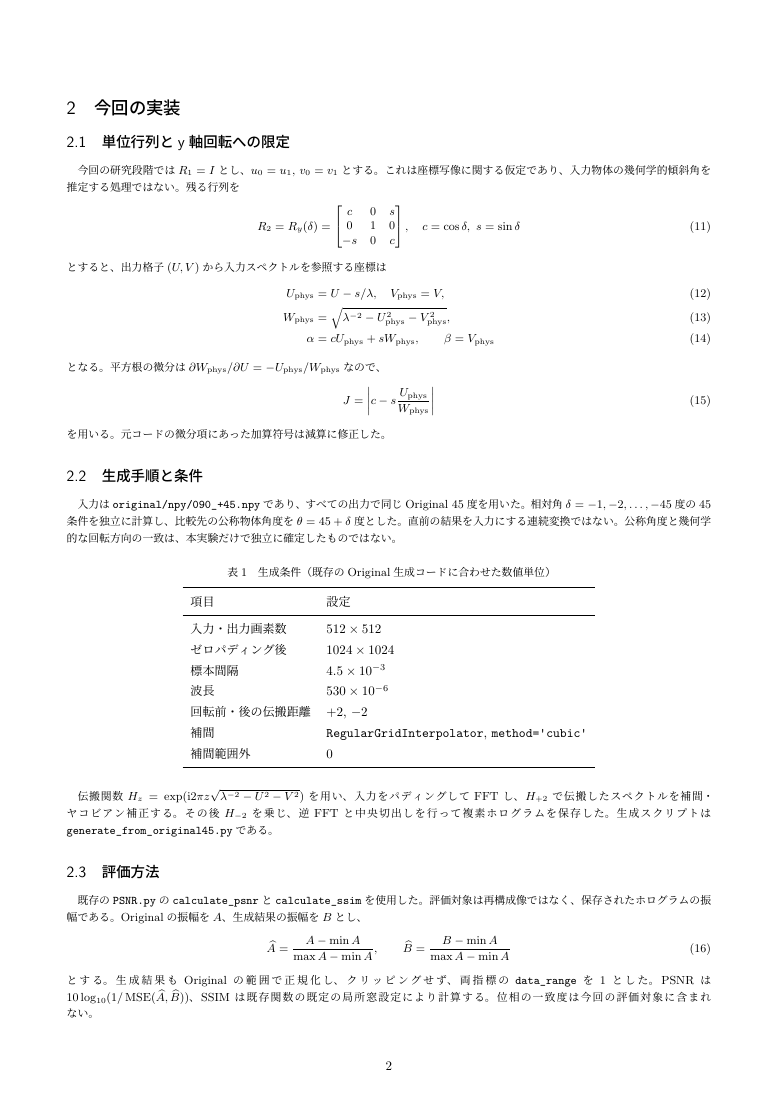 2 今回の実装
2.1 単位行列と y 軸回転への限定
今回の研究段階では R₁ = I とし、u₀ = u₁, v₀ = v₁ とする。これは座標写像に関する仮定であり、入力物体の幾何学的傾斜角を
推定する処理ではない。残る行列を
R₂ = R_y(δ) = [c 0 s; 0 1 0; −s 0 c], c = cos δ, s = sin δ (11)
とすると、出力格子 (U, V) から入力スペクトルを参照する座標は
U_phys = U − s/λ, V_phys = V, (12)
W_phys = √(λ⁻² − U²_phys − V²_phys), (13)
α = cU_phys + sW_phys, β = V_phys (14)
となる。平方根の微分は ∂W_phys/∂U = −U_phys/W_phys なので、
J = |c − s U_phys/W_phys| (15)
を用いる。元コードの微分項にあった加算符号は減算に修正した。
2.2 生成手順と条件
入力は original/npy/090_+45.npy であり、すべての出力で同じ Original 45 度を用いた。相対角 δ = −1, −2, . . . , −45 度の 45
条件を独立に計算し、比較先の公称物体角度を θ = 45 + δ 度とした。直前の結果を入力にする連続変換ではない。公称角度と幾何学
的な回転方向の一致は、本実験だけで独立に確定したものではない。
表 1 生成条件（既存の Original 生成コードに合わせた数値単位）
項目 設定
入力・出力画素数 512 × 512
ゼロパディング後 1024 × 1024
標本間隔 4.5 × 10⁻³
波長 530 × 10⁻⁶
回転前・後の伝搬距離 +2, −2
補間 RegularGridInterpolator, method='cubic'
補間範囲外 0
伝搬関数 H_z = exp(i2πz√(λ⁻² − U² − V²)) を用い、入力をパディングして FFT し、H₊₂ で伝搬したスペクトルを補間・
ヤコビアン補正する。その後 H₋₂ を乗じ、逆 FFT と中央切出しを行って複素ホログラムを保存した。生成スクリプトは
generate_from_original45.py である。
2.3 評価方法
既存の PSNR.py の calculate_psnr と calculate_ssim を使用した。評価対象は再構成像ではなく、保存されたホログラムの振
幅である。Original の振幅を A、生成結果の振幅を B とし、
Â = (A − min A)/(max A − min A), B̂ = (B − min A)/(max A − min A) (16)
とする。生成結果も Original の範囲で正規化し、クリッピングせず、両指標の data_range を 1 とした。PSNR は
10 log₁₀(1/ MSE(Â, B̂))、SSIM は既存関数の既定の局所窓設定により計算する。位相の一致度は今回の評価対象に含まれ
ない。
2